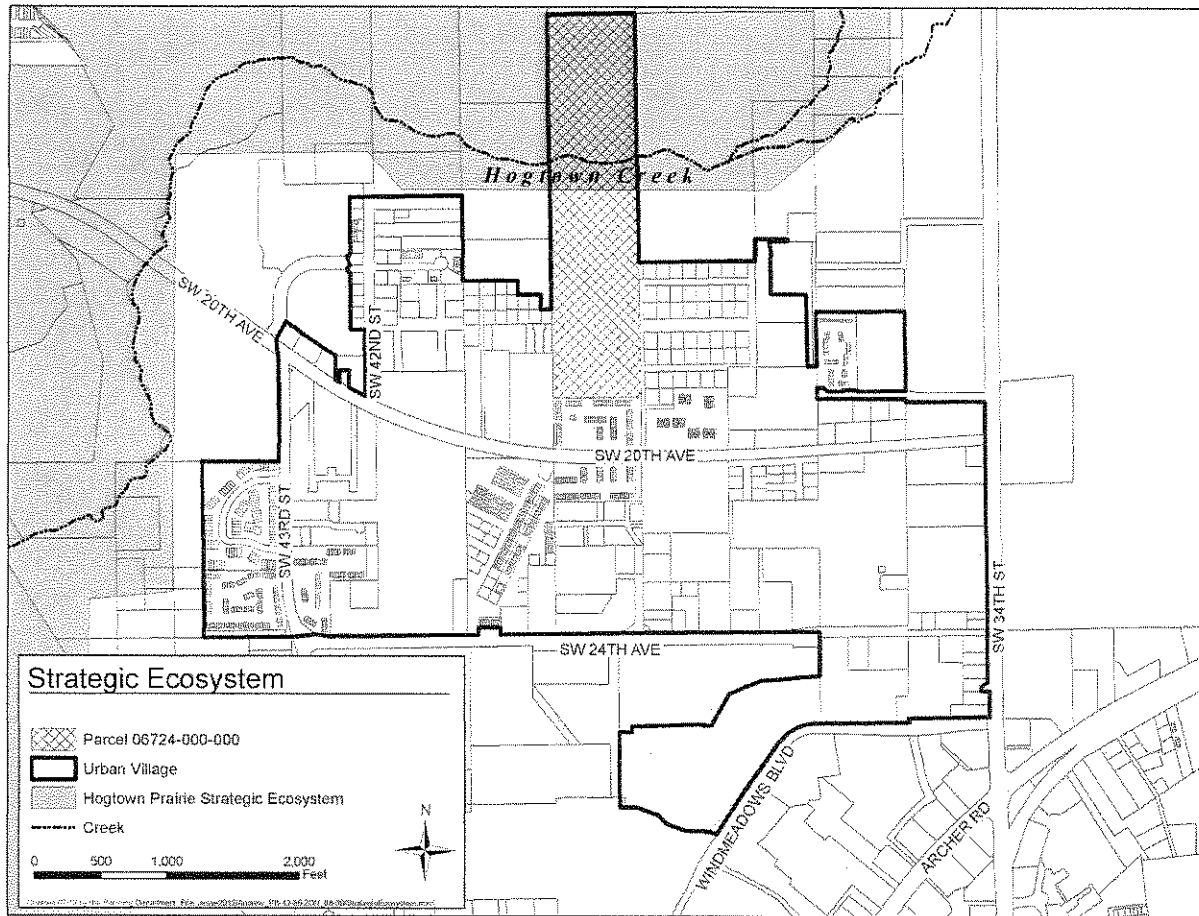 Hogtown Creek
SW 20TH AVE
SW 42ND ST
SW 20TH AVE
SW 43RD ST
SW 34TH ST
SW 24TH AVE
WINDMEADOWS BLVD
ARCHER RD
Strategic Ecosystem
Parcel 06724-000-000
Urban Village
Hogtown Prairie Strategic Ecosystem
Creek
N
0 500 1,000 2,000
Feet